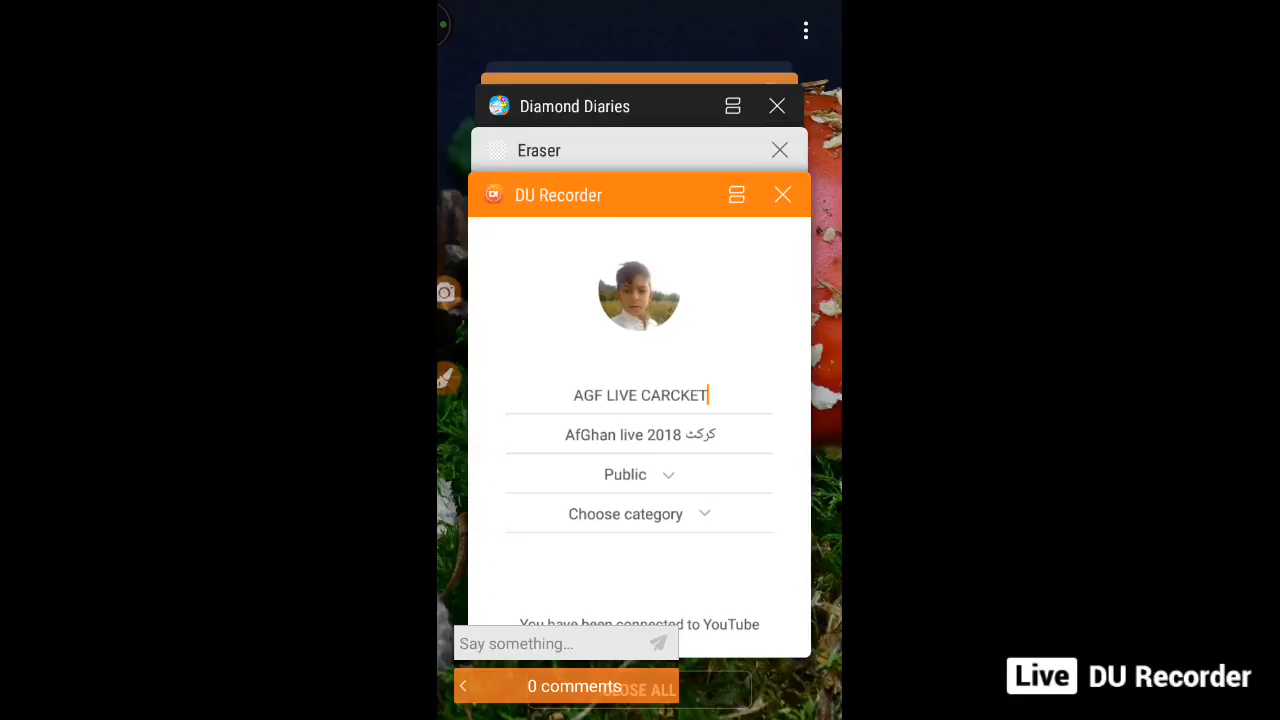 Diamond Diaries
Eraser
DU Recorder
AGF LIVE CARCKET
AfGhan live 2018 کرکٹ
Public
Choose category
You have been connected to YouTube
Say something...
0 comments
CLOSE ALL
Live DU Recorder